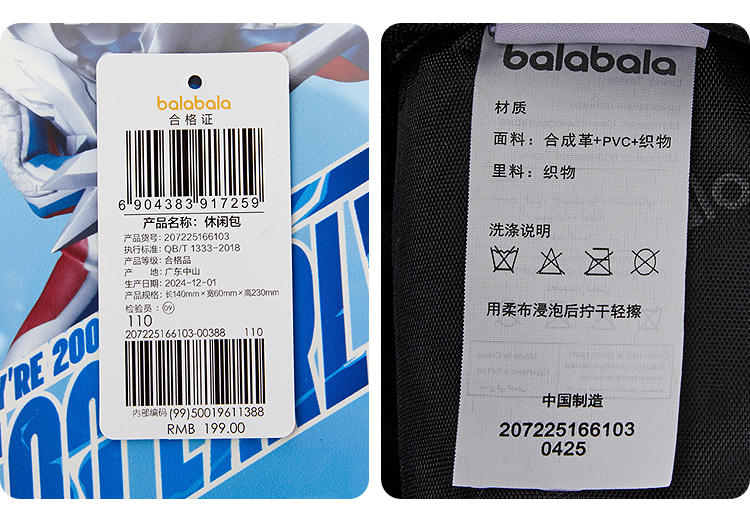 balabala
合格证
6 904383 917259
产品名称：休闲包
产品货号：207225166103
执行标准：QB/T 1333-2018
产品等级：合格品
产 地：广东中山
生产日期：2024-12-01
产品规格：长140mm×宽60mm×高230mm
检验员：09
110
207225166103-00388 110
内部编码 (99)50019611388
RMB 199.00
Y'RE 200
balabala
材质
面料：合成革+PVC+织物
里料：织物
洗涤说明
用柔布浸泡后拧干轻擦
中国制造
207225166103
0425